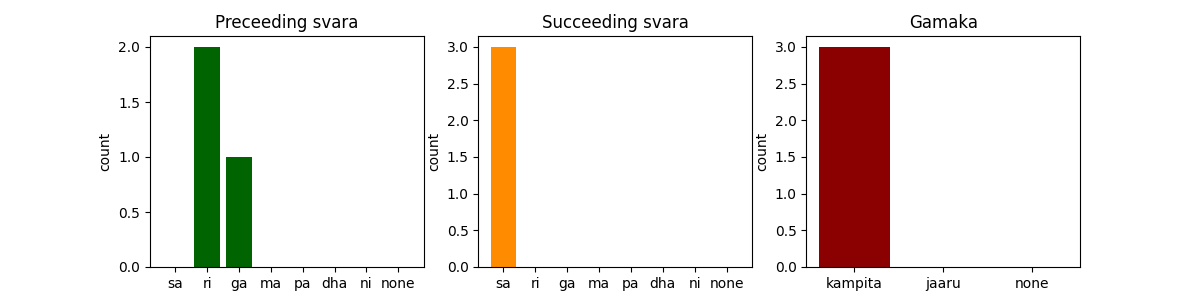 Preceeding svara
count
2.0
1.5
1.0
0.5
0.0
sa ri ga ma pa dha ni none
Succeeding svara
count
3.0
2.5
2.0
1.5
1.0
0.5
0.0
sa ri ga ma pa dha ni none
Gamaka
count
3.0
2.5
2.0
1.5
1.0
0.5
0.0
kampita jaaru none